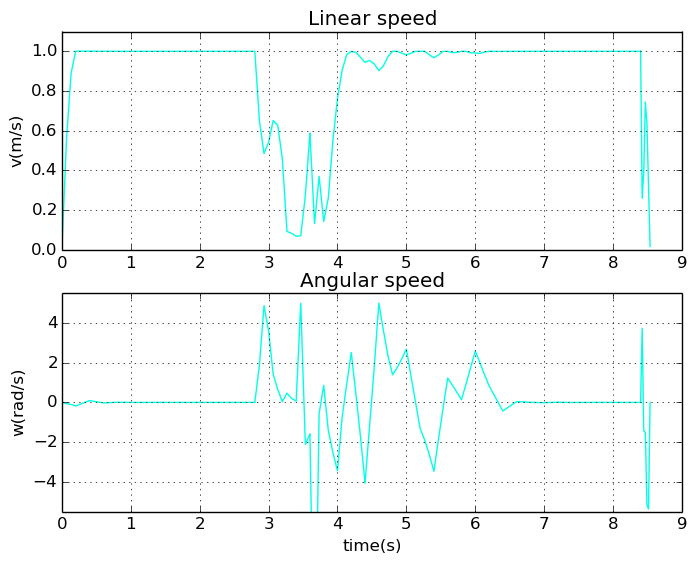 Linear speed
1.0
0.8
0.6
0.4
0.2
0.0
v(m/s)
0 1 2 3 4 5 6 7 8 9
Angular speed
4
2
0
−2
−4
w(rad/s)
0 1 2 3 4 5 6 7 8 9
time(s)